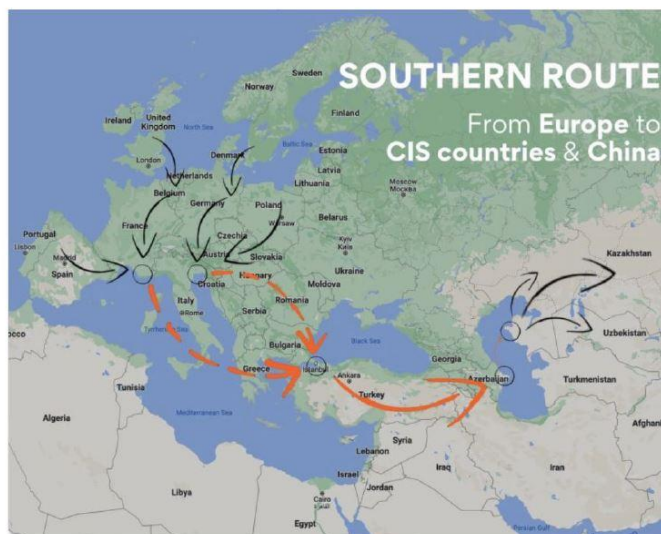 SOUTHERN ROUTE
From Europe to
CIS countries & China
Sweden
Norway
Finland
Ireland
United
Kingdom
North Sea
Baltic Sea
Estonia
Latvia
Denmark
Lithuania
Moscow
Москва
London
Netherlands
Belgium
Germany
Poland
Warsaw
Belarus
France
Czechia
Kyiv
Київ
Ukraine
Kazakhstan
Portugal
Lisbon
Madrid
Spain
Austria
Slovakia
Hungary
Moldova
Croatia
Romania
Italy
Rome
Serbia
Uzbekistan
Tyrrhenian Sea
Black Sea
Bulgaria
Georgia
Istanbul
Azerbaijan
Turkmenistan
Greece
Ankara
Turkey
occo
Tunisia
Mediterranean Sea
Syria
Afghani
Algeria
Lebanon
Iraq
Iran
Israel
Jordan
Libya
Cairo
Egypt
Persian Gulf